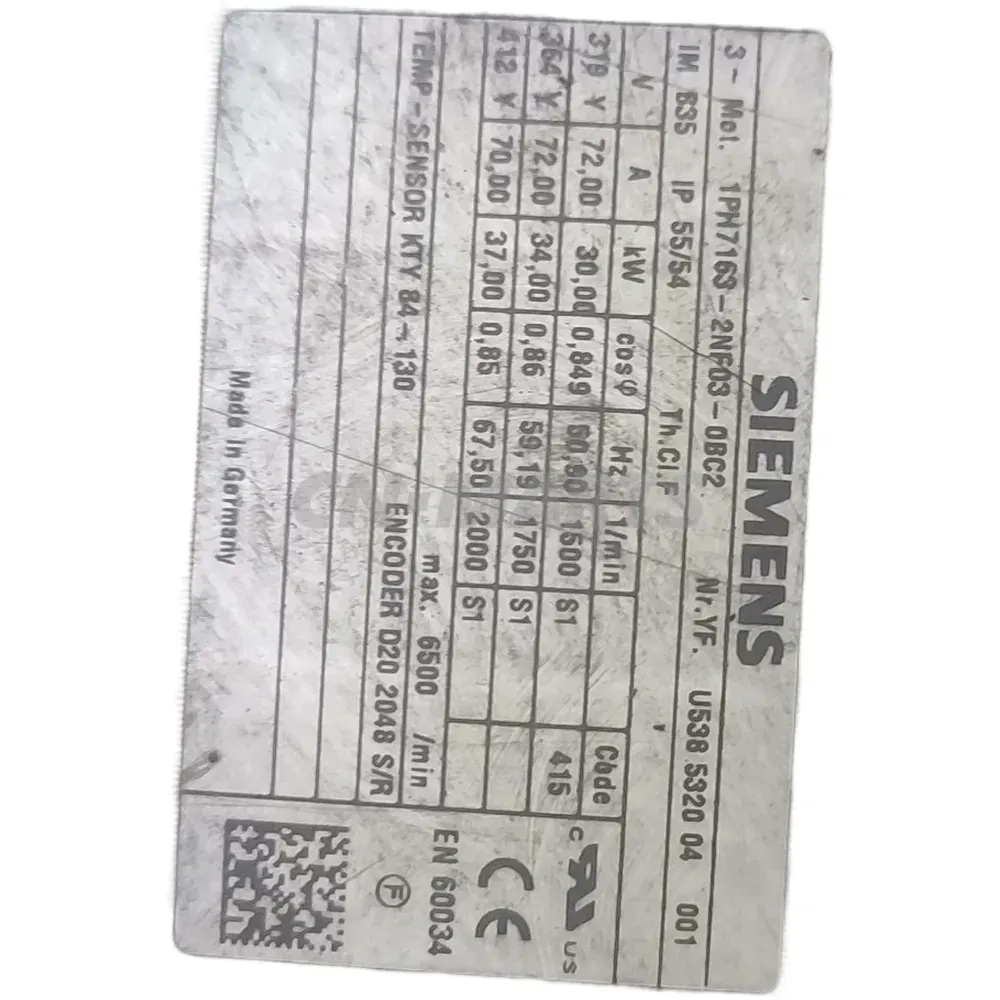 SIEMENS
3 - Mot. 1PH7163-2NF03-0BC2 Nr.YF. U538 5320 04 001
IM B35 IP 55/54 Th.Cl.F
V A kW cosφ Hz 1/min Code
319 Y 72,00 30,00 0,849 50,90 1500 S1 415
364 Y 72,00 34,00 0,86 59,19 1750 S1
412 Y 70,00 37,00 0,85 67,50 2000 S1
max. 6500 /min
TEMP-SENSOR KTY 84-130 ENCODER D20 2048 S/R
Made in Germany
C UL US
CE
EN 60034
F